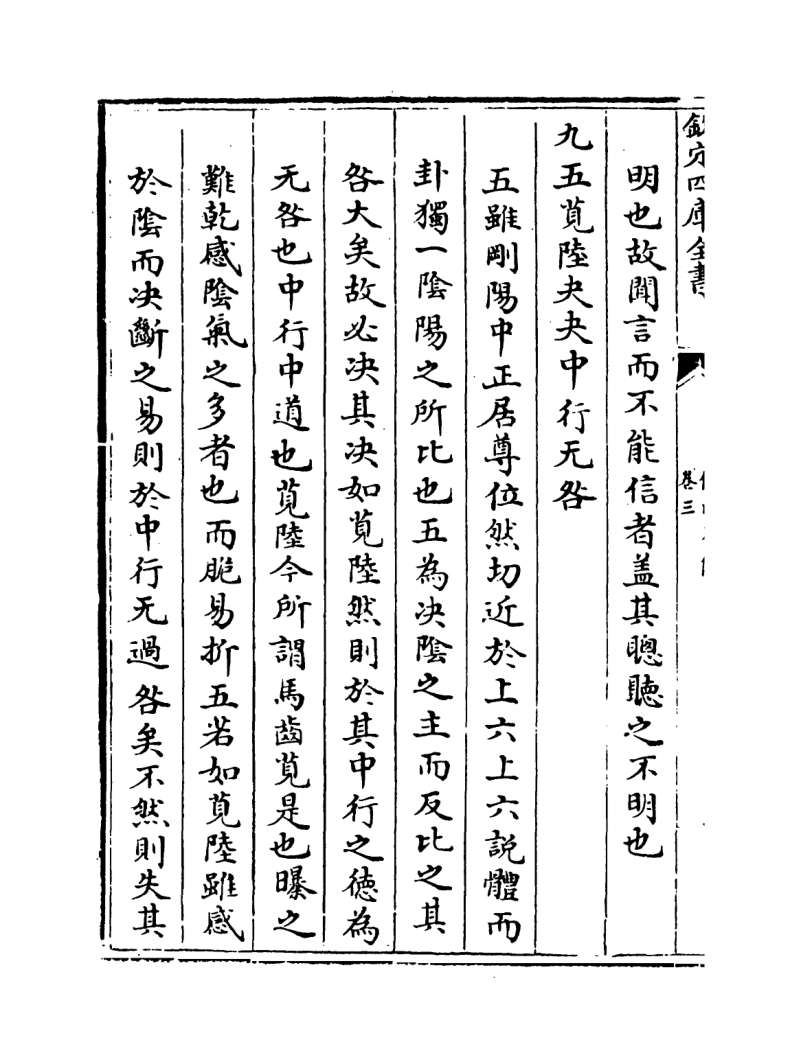 欽定四庫全書
卷三
明也故聞言而不能信者蓋其聰聽之不明也
九五莧陸夬夬中行无咎
五雖剛陽中正居尊位然切近於上六上六說體而
卦獨一陰陽之所比也五為决陰之主而反比之其
咎大矣故必决其决如莧陸然則於其中行之徳為
无咎也中行中道也莧陸今所謂馬齒莧是也曝之
難乾感陰氣之多者也而脆易折五若如莧陸雖感
於陰而决斷之易則於中行无過咎矣不然則失其